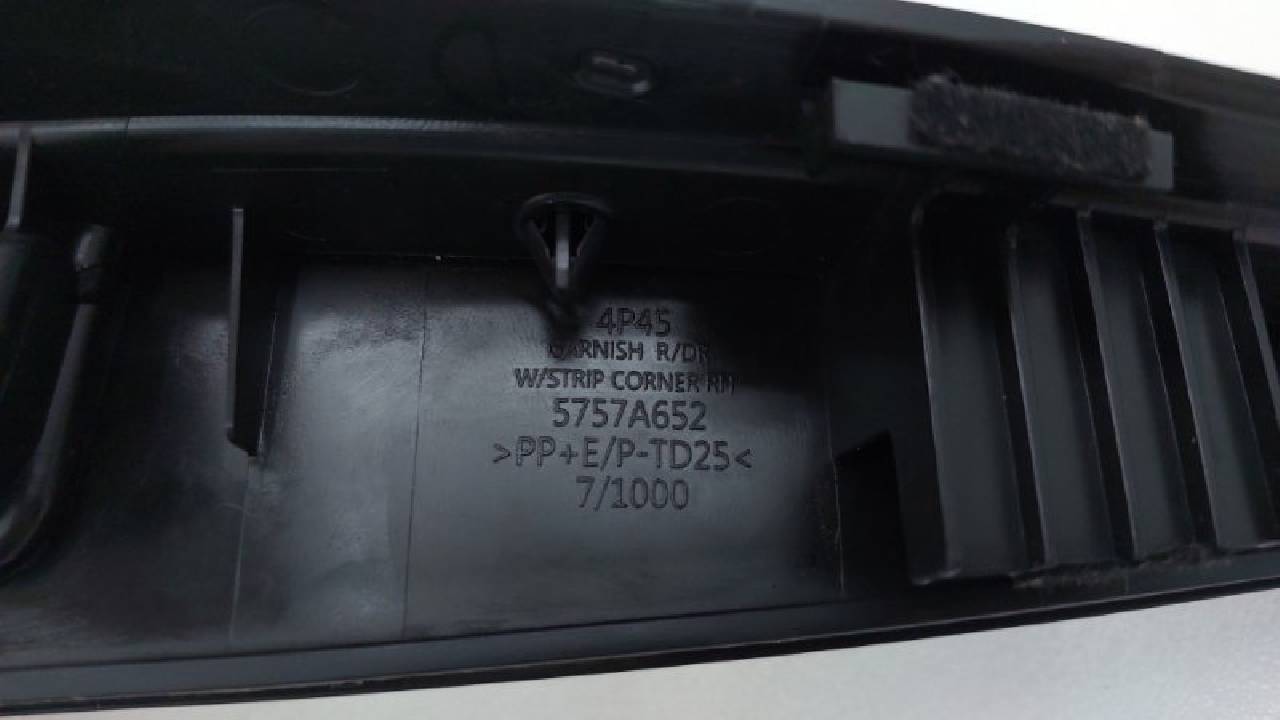 4P45
GARNISH R/DR
W/STRIP CORNER RH
5757A652
>PP+E/P-TD25<
7/1000